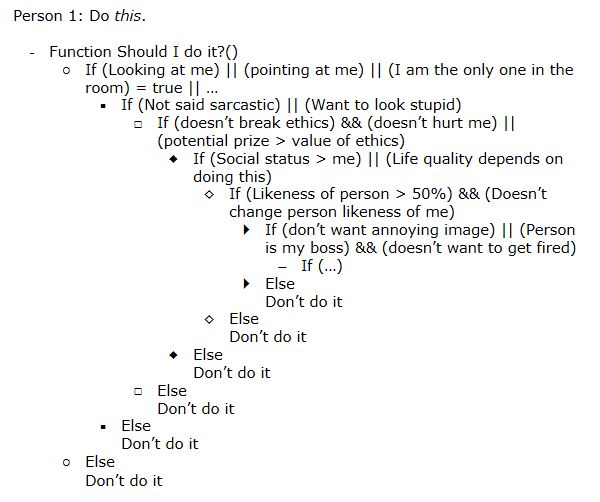 Person 1: Do this.
- Function Should I do it?()
o If (Looking at me) || (pointing at me) || (I am the only one in the
room) = true || ...
▪ If (Not said sarcastic) || (Want to look stupid)
□ If (doesn't break ethics) && (doesn't hurt me) ||
(potential prize > value of ethics)
◆ If (Social status > me) || (Life quality depends on
doing this)
◇ If (Likeness of person > 50%) && (Doesn't
change person likeness of me)
▶ If (don't want annoying image) || (Person
is my boss) && (doesn't want to get fired)
– If (...)
▶ Else
Don't do it
◇ Else
Don't do it
◆ Else
Don't do it
□ Else
Don't do it
▪ Else
Don't do it
o Else
Don't do it